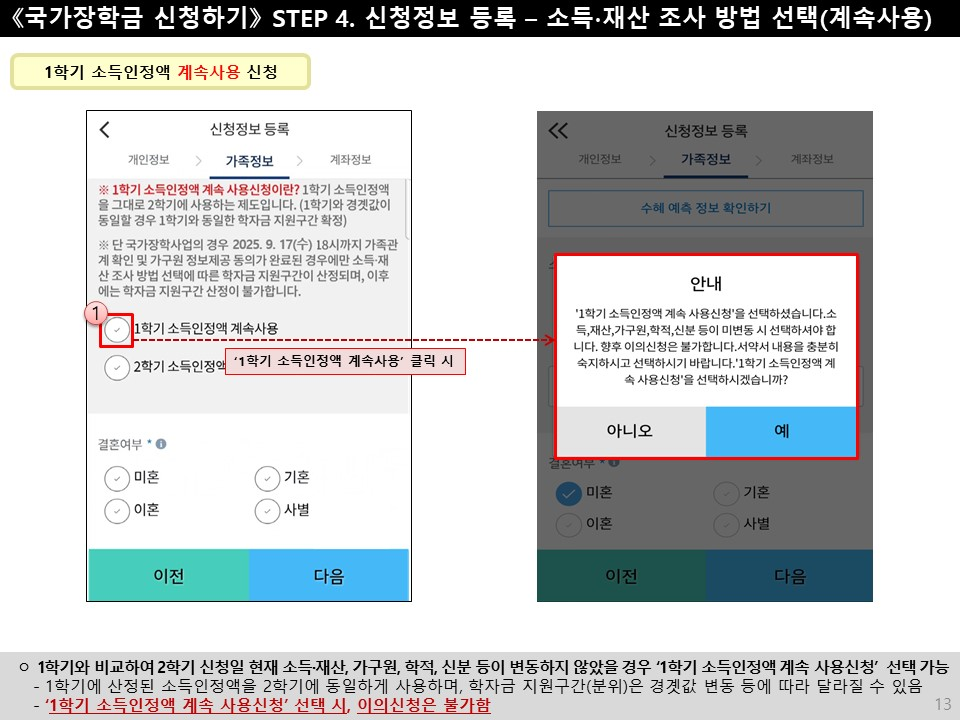 《국가장학금 신청하기》 STEP 4. 신청정보 등록 – 소득·재산 조사 방법 선택(계속사용)
1학기 소득인정액 계속사용 신청
신청정보 등록
개인정보 가족정보 계좌정보
※ 1학기 소득인정액 계속 사용신청이란? 1학기 소득인정액
을 그대로 2학기에 사용하는 제도입니다. (1학기와 경곗값이
동일할 경우 1학기와 동일한 학자금 지원구간 확정)
※ 단 국가장학사업의 경우 2025. 9. 17(수) 18시까지 가족관
계 확인 및 가구원 정보제공 동의가 완료된 경우에만 소득·재
산 조사 방법 선택에 따른 학자금 지원구간이 산정되며, 이후
에는 학자금 지원구간 산정이 불가합니다.
1
1학기 소득인정액 계속사용
2학기 소득인정액
‘1학기 소득인정액 계속사용’ 클릭 시
결혼여부 *
미혼 기혼
이혼 사별
이전 다음
신청정보 등록
개인정보 가족정보 계좌정보
수혜 예측 정보 확인하기
안내
'1학기 소득인정액 계속 사용신청'을 선택하셨습니다.소
득,재산,가구원,학적,신분 등이 미변동 시 선택하셔야 합
니다. 향후 이의신청은 불가합니다.서약서 내용을 충분히
숙지하시고 선택하시기 바랍니다.'1학기 소득인정액 계
속 사용신청'을 선택하시겠습니까?
아니오 예
결혼여부 *
미혼 기혼
이혼 사별
이전 다음
○ 1학기와 비교하여 2학기 신청일 현재 소득·재산, 가구원, 학적, 신분 등이 변동하지 않았을 경우 ‘1학기 소득인정액 계속 사용신청’ 선택 가능
- 1학기에 산정된 소득인정액을 2학기에 동일하게 사용하며, 학자금 지원구간(분위)은 경곗값 변동 등에 따라 달라질 수 있음
- ‘1학기 소득인정액 계속 사용신청’ 선택 시, 이의신청은 불가함
13